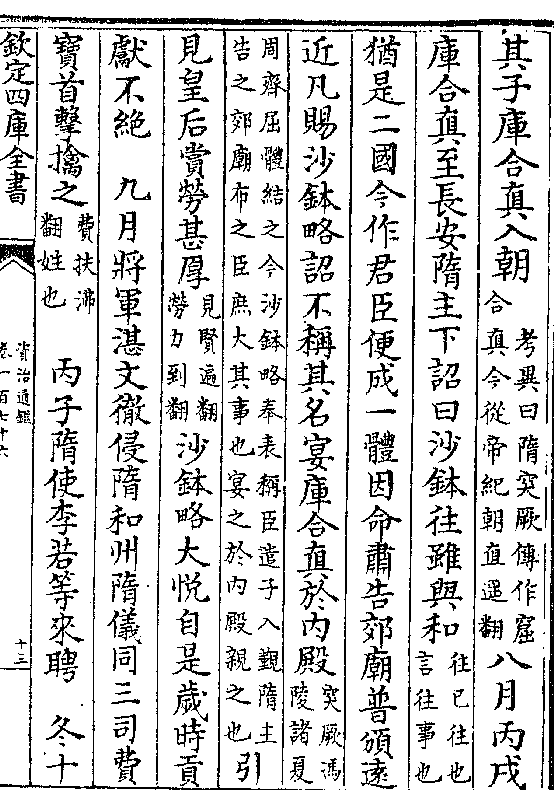 其子庫合真入朝考異曰隋突厥傳作窟合真今從帝紀朝直遥翻八月丙戌
庫合真至長安隋主下詔曰沙鉢往雖與和往已往也言往事也
猶是二國今作君臣便成一體因命肅告郊廟普頒遠
近凡賜沙鉢略詔不稱其名宴庫合真於内殿突厥馮陵諸夏
周齊屈體結之今沙鉢略奉表稱臣遣子入覲隋主告之郊廟布之臣庶大其事也宴之於内殿親之也引
見皇后賞勞甚厚見賢遍翻勞力到翻沙鉢略大悦自是歲時貢
獻不絶　九月將軍湛文徹侵隋和州隋儀同三司費
寶首擊擒之費扶沸翻姓也　丙子隋使李若等來聘　冬十
欽定四庫全書
資治通鑑
卷一百七十六
十三